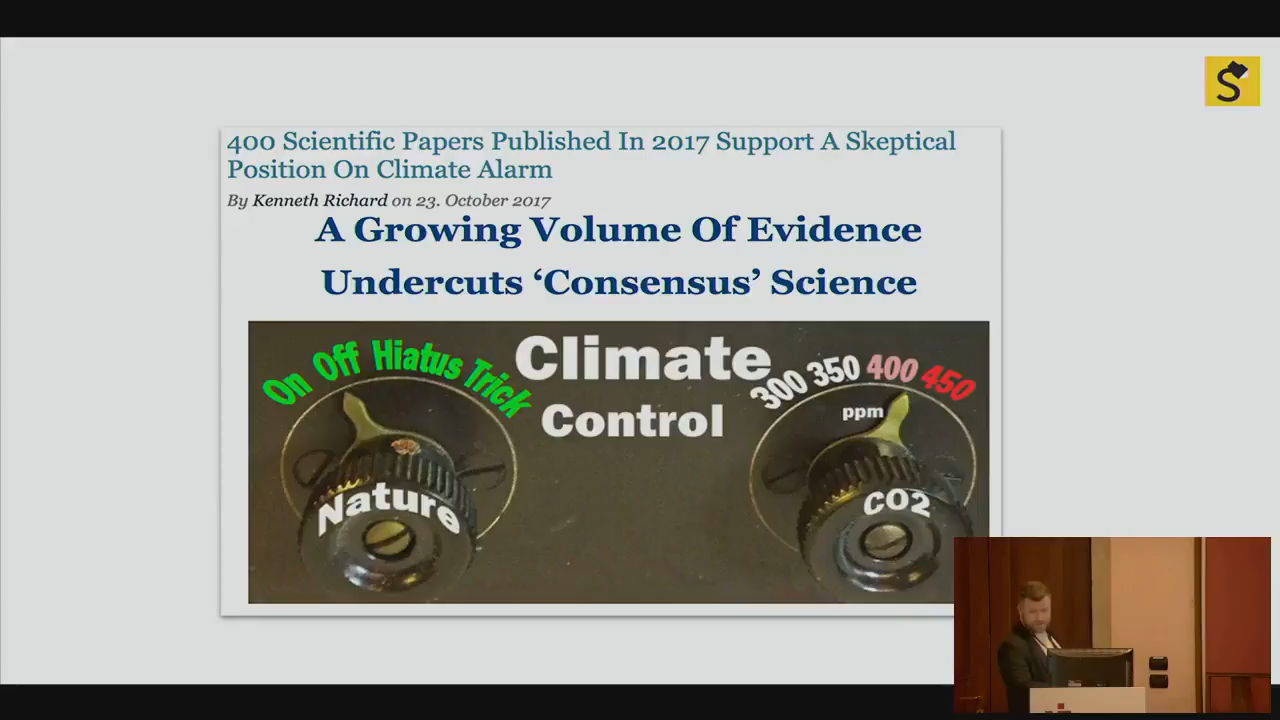 S
400 Scientific Papers Published In 2017 Support A Skeptical
Position On Climate Alarm
By Kenneth Richard on 23. October 2017
A Growing Volume Of Evidence
Undercuts ‘Consensus’ Science
On Off Hiatus Trick
Climate
Control
300 350 400 450
ppm
Nature
CO2